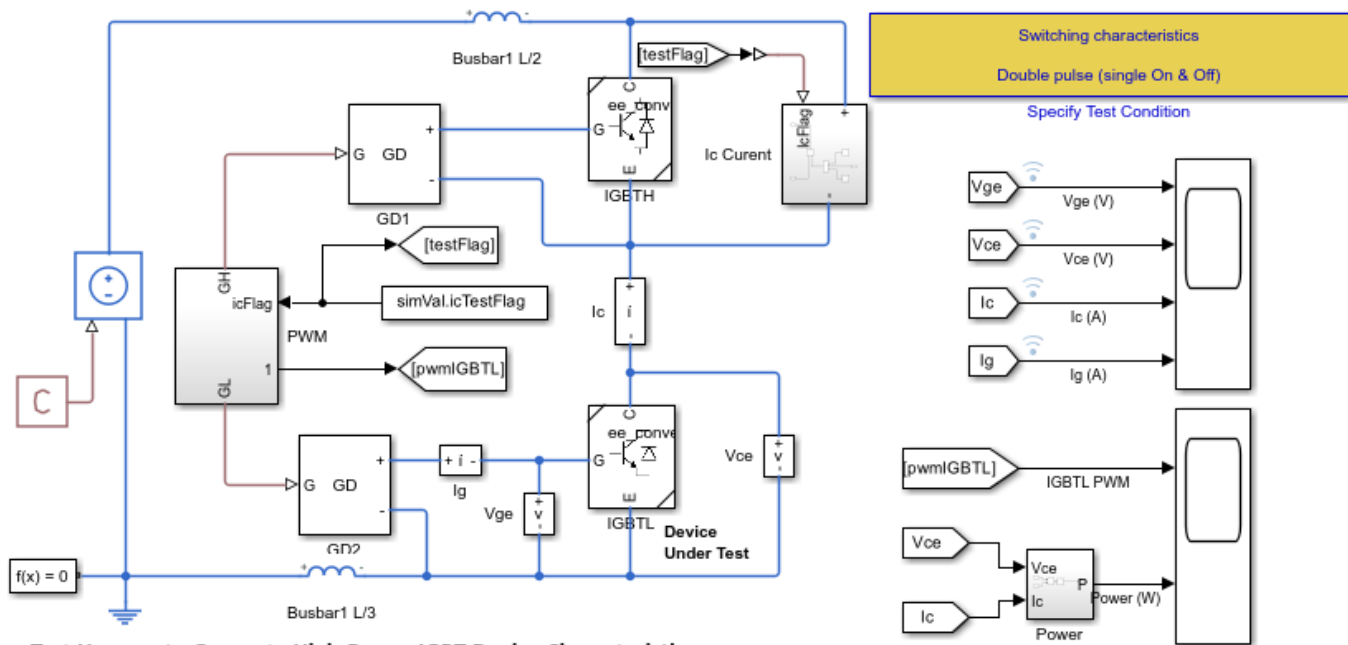 Busbar1 L/2
+
-
[testFlag]
Switching characteristics
Double pulse (single On & Off)
Specify Test Condition
C
ee_conve
G
E
IGBTH
IcFlag
+
-
Ic Curent
G
GD
+
-
GD1
Vge
Vge (V)
Vce
Vce (V)
Ic
Ic (A)
Ig
Ig (A)
GH
icFlag
PWM
1
GL
[testFlag]
simVal.icTestFlag
[pwmIGBTL]
+
-
C
Ic
+
i
-
G
GD
+
-
GD2
+ i -
Ig
Vge
+
v
-
C
ee_conve
G
E
IGBTL
Device
Under Test
Vce
+
v
-
[pwmIGBTL]
IGBTL PWM
Vce
Ic
Vce
Ic
P
Power
Power (W)
f(x) = 0
+
-
Busbar1 L/3